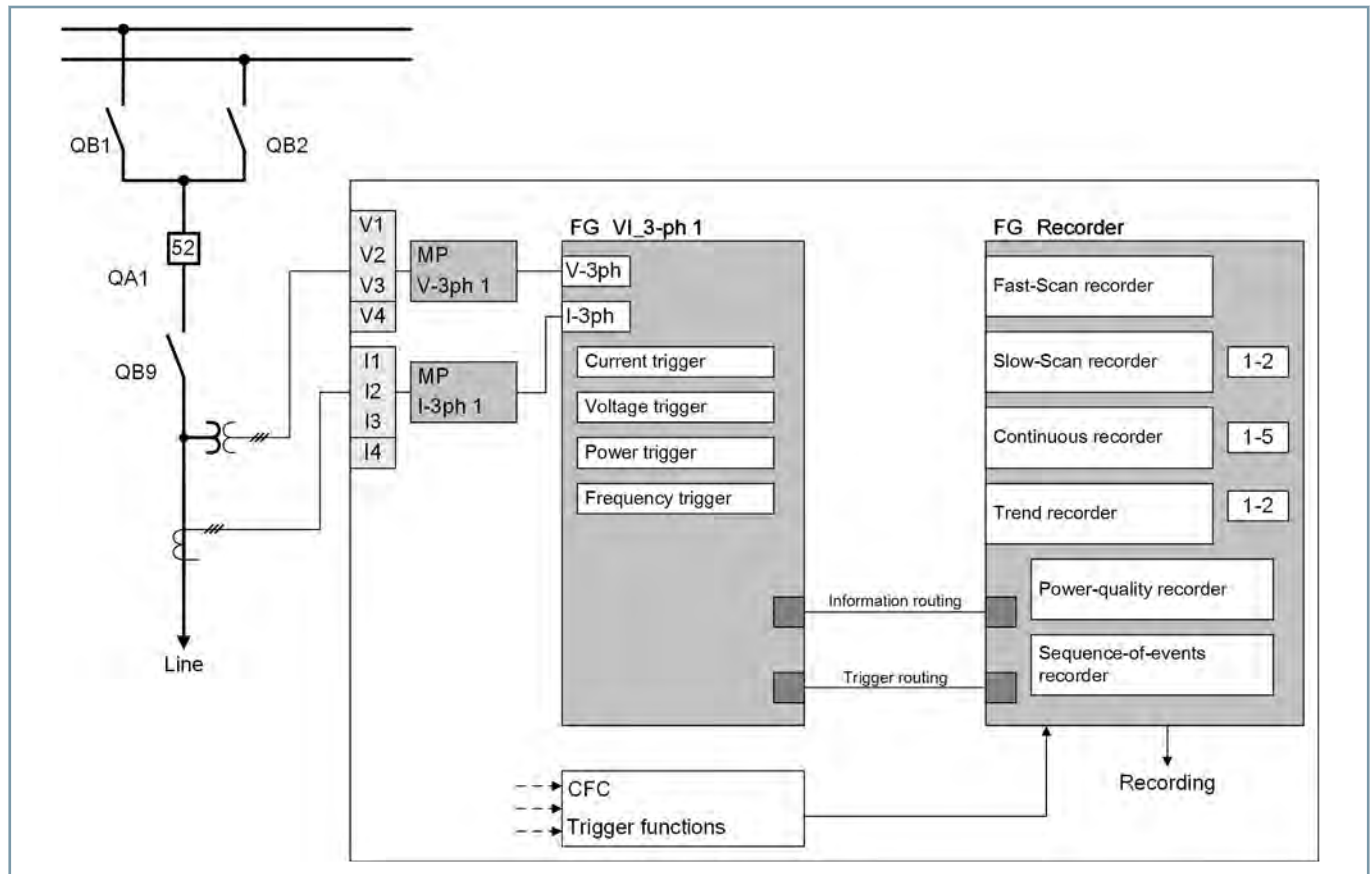 QB1
QB2
52
QA1
QB9
Line
V1
V2
V3
V4
I1
I2
I3
I4
MP
V-3ph 1
MP
I-3ph 1
FG VI_3-ph 1
V-3ph
I-3ph
Current trigger
Voltage trigger
Power trigger
Frequency trigger
Information routing
Trigger routing
CFC
Trigger functions
FG Recorder
Fast-Scan recorder
Slow-Scan recorder
1-2
Continuous recorder
1-5
Trend recorder
1-2
Power-quality recorder
Sequence-of-events
recorder
Recording